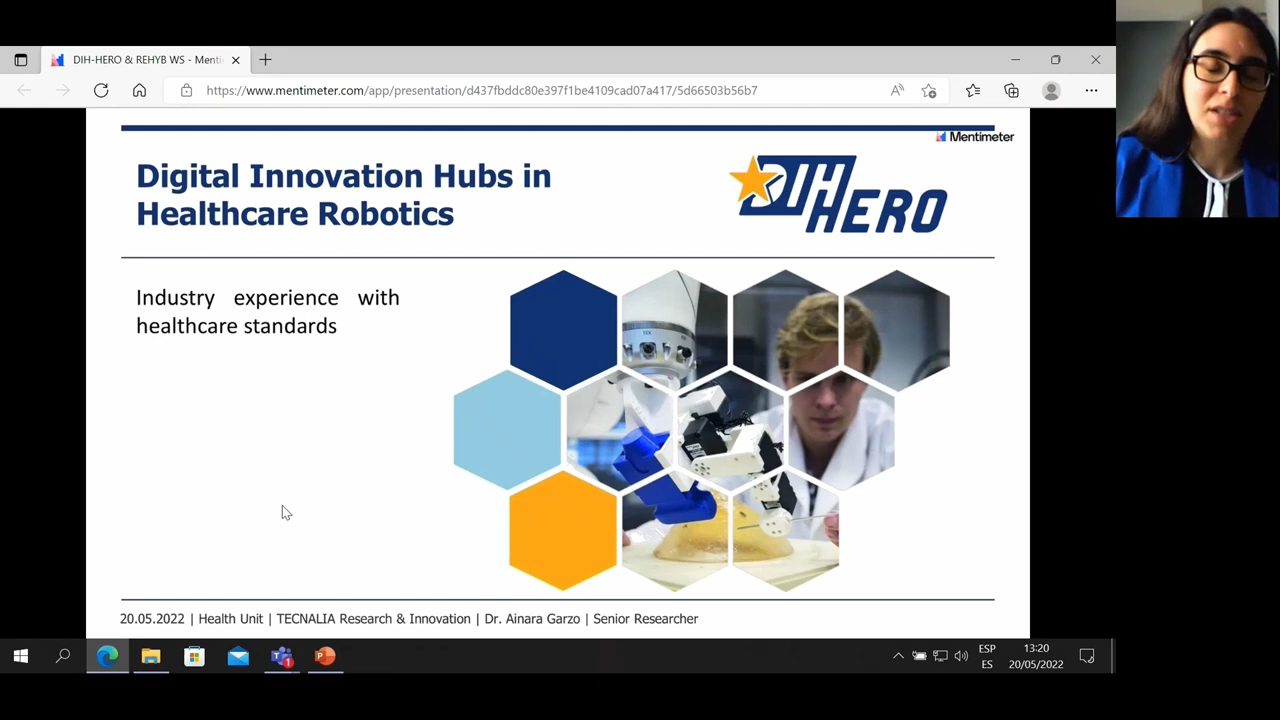 DIH-HERO & REHYB WS - Menti
https://www.mentimeter.com/app/presentation/d437fbddc80e397f1be4109cad07a417/5d66503b56b7
Mentimeter
Digital Innovation Hubs in
Healthcare Robotics
DIH
HERO
Industry experience with
healthcare standards
20.05.2022 | Health Unit | TECNALIA Research & Innovation | Dr. Ainara Garzo | Senior Researcher
1
ESP
ES
13:20
20/05/2022